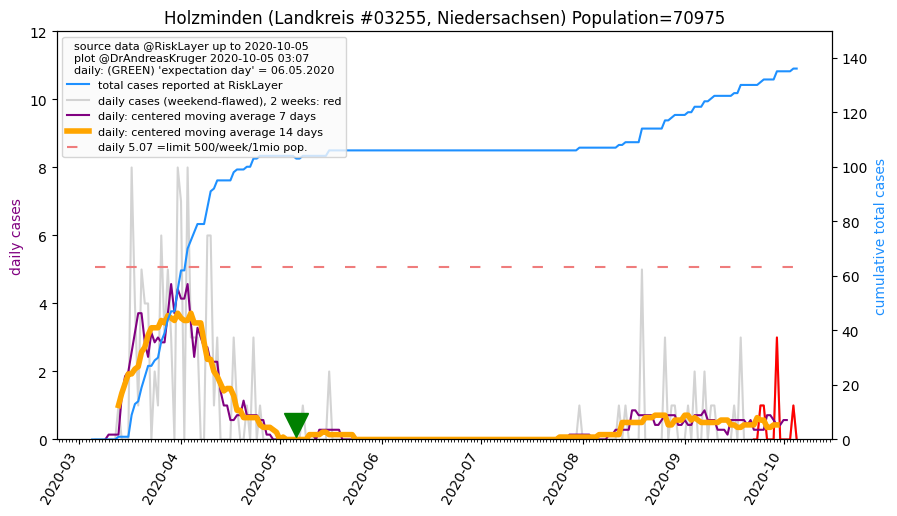 Holzminden (Landkreis #03255, Niedersachsen) Population=70975
source data @RiskLayer up to 2020-10-05
plot @DrAndreasKruger 2020-10-05 03:07
daily: (GREEN) 'expectation day' = 06.05.2020
total cases reported at RiskLayer
daily cases (weekend-flawed), 2 weeks: red
daily: centered moving average 7 days
daily: centered moving average 14 days
daily 5.07 =limit 500/week/1mio pop.
daily cases
12
10
8
6
4
2
0
cumulative total cases
140
120
100
80
60
40
20
0
2020-03
2020-04
2020-05
2020-06
2020-07
2020-08
2020-09
2020-10